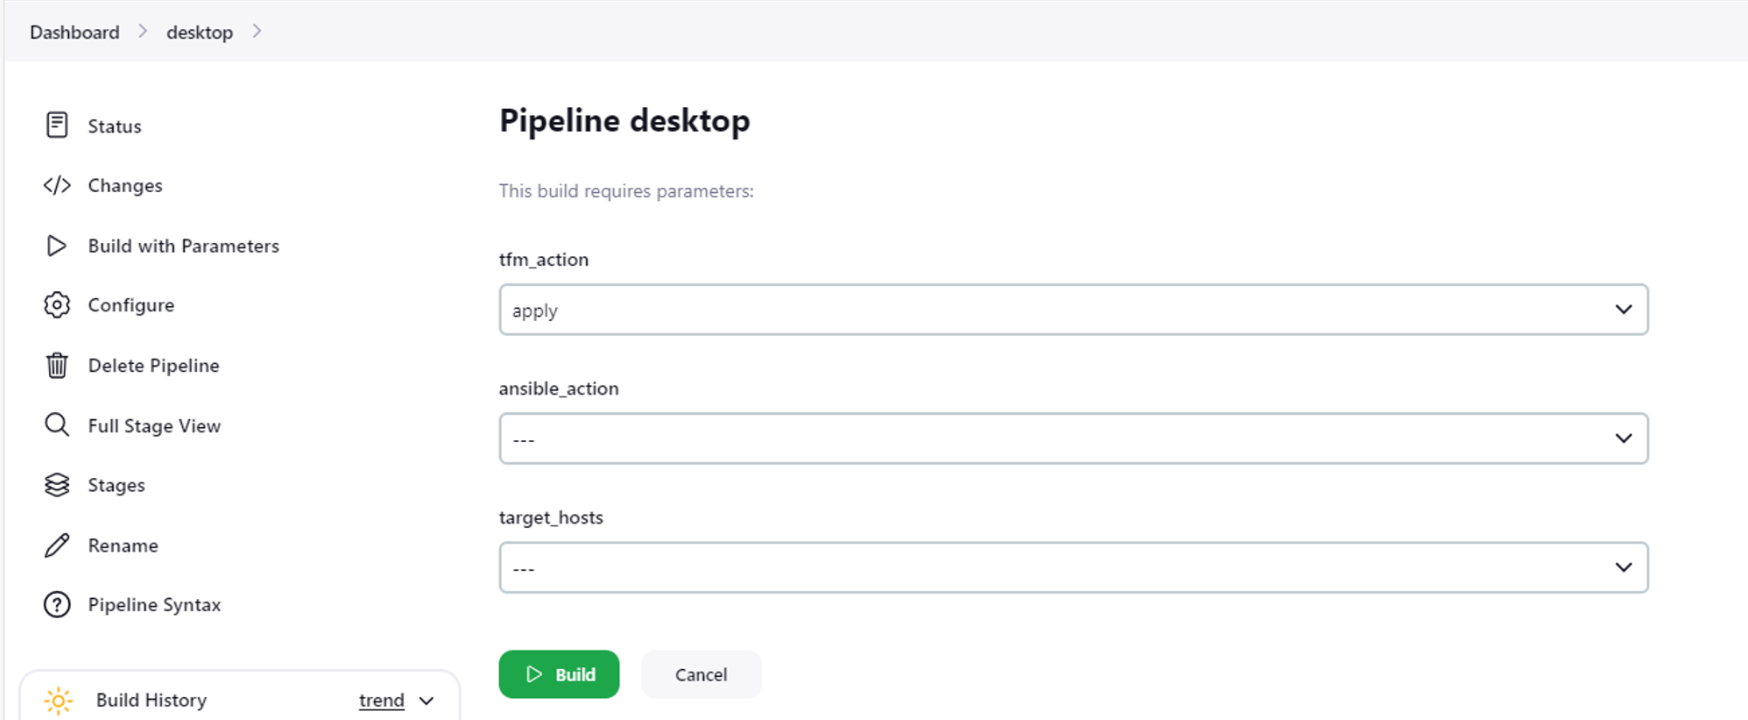 Dashboard
desktop
Status
Changes
Build with Parameters
Configure
Delete Pipeline
Full Stage View
Stages
Rename
Pipeline Syntax
Build History
trend
Pipeline desktop
This build requires parameters:
tfm_action
apply
ansible_action
---
target_hosts
---
Build
Cancel